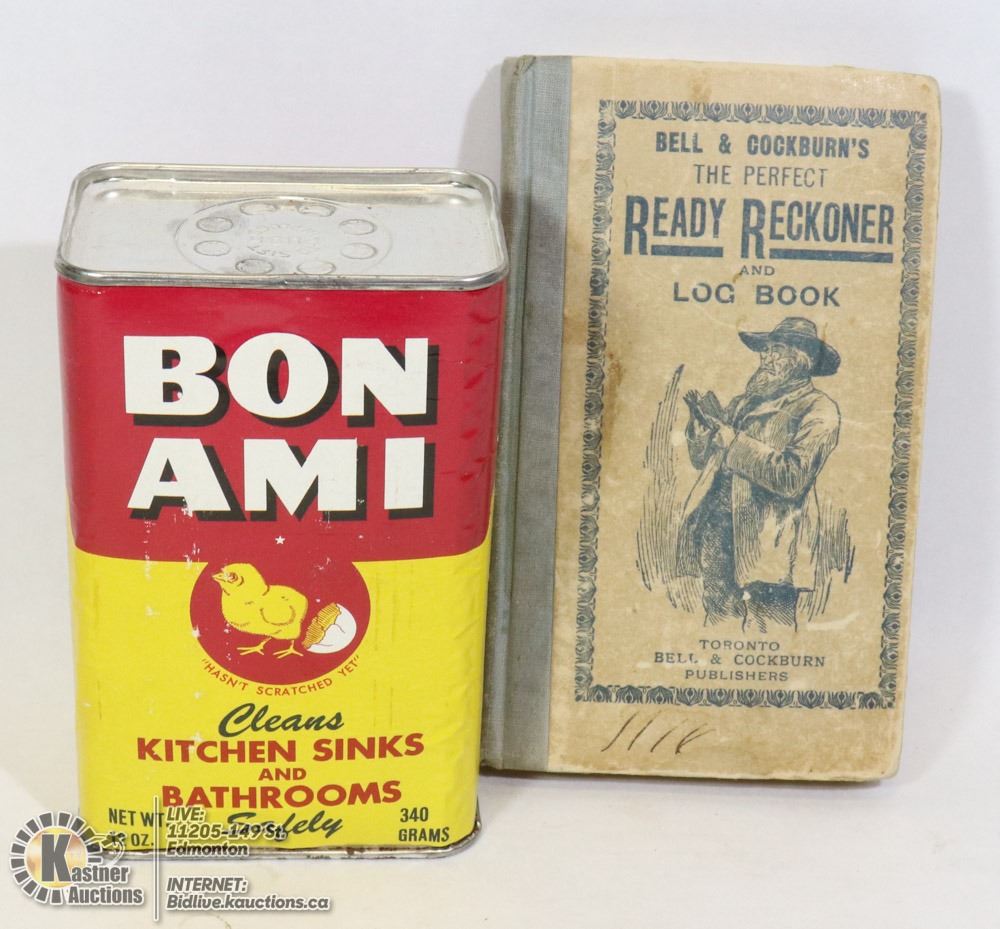 BON
AMI
"HASN'T SCRATCHED YET"
Cleans
KITCHEN SINKS
AND
BATHROOMS
Safely
NET WT
12 OZ.
340
GRAMS
BELL & COCKBURN'S
THE PERFECT
READY RECKONER
AND
LOG BOOK
TORONTO
BELL & COCKBURN
PUBLISHERS
Kastner
Auctions
LIVE:
11205-149 St,
Edmonton
INTERNET:
Bidlive.kauctions.ca